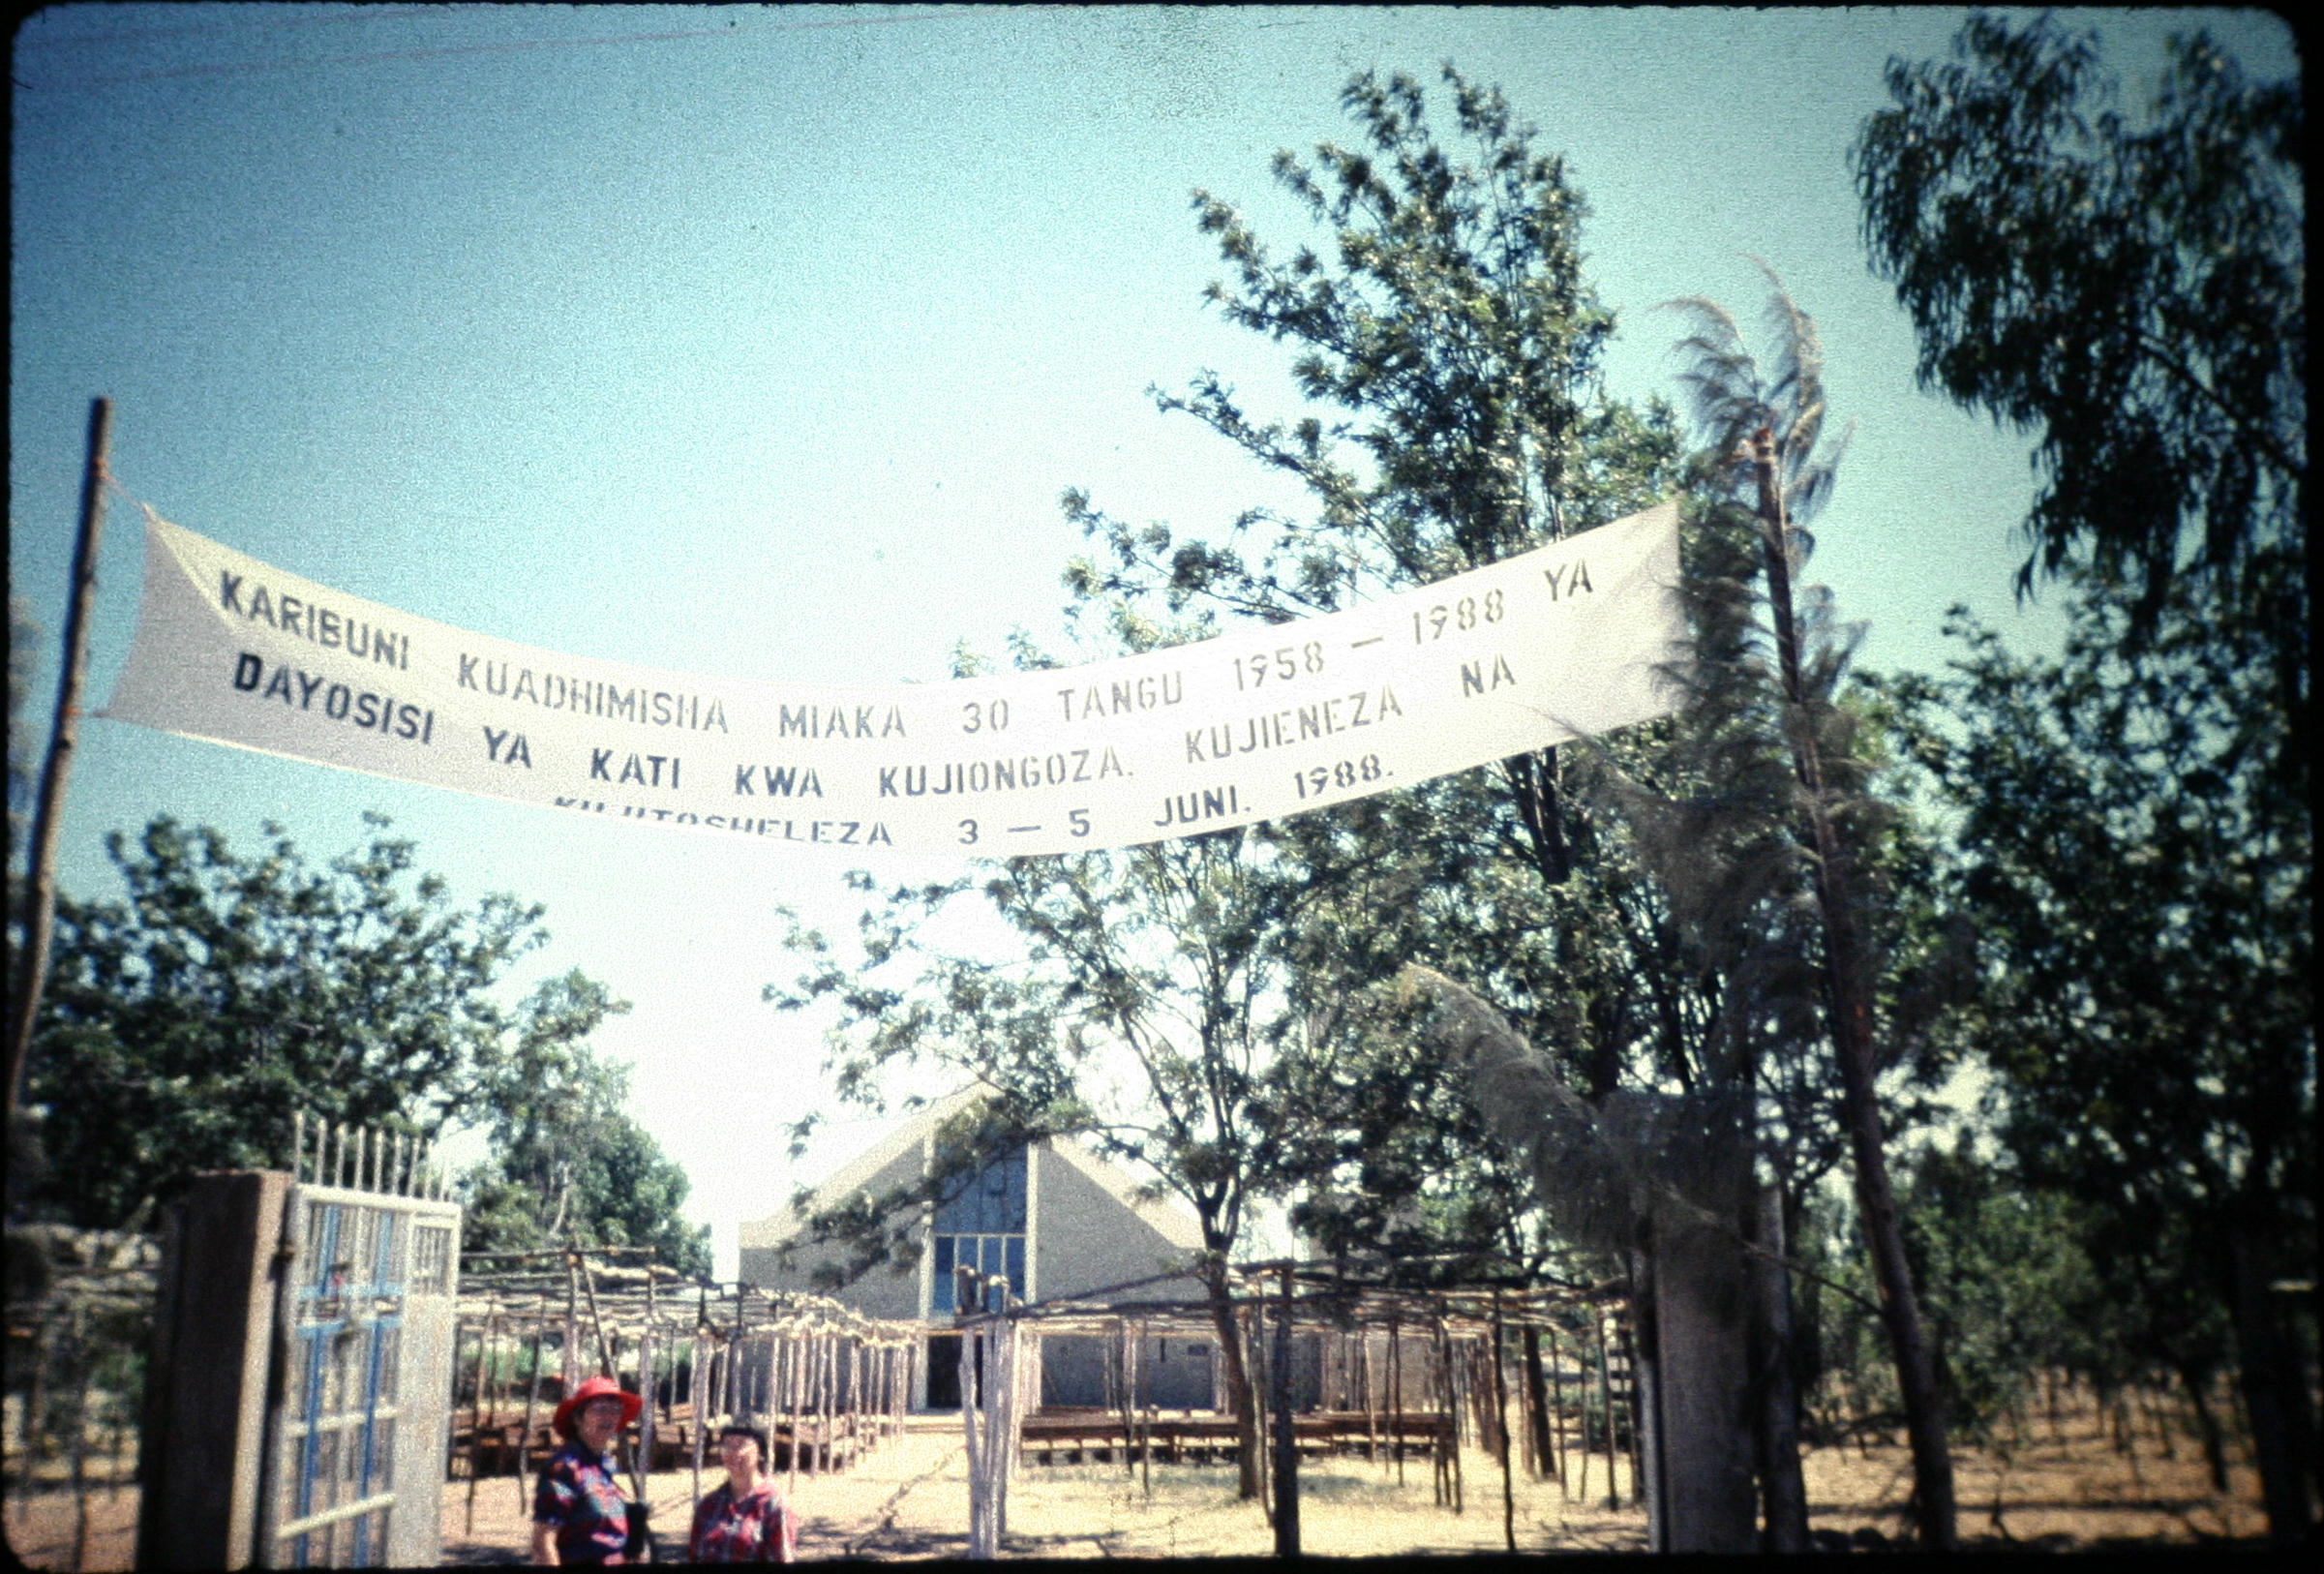 KARIBUNI KUADHIMISHA MIAKA 30 TANGU 1958 – 1988 YA
DAYOSISI YA KATI KWA KUJIONGOZA. KUJIENEZA NA
KUJITOSHELEZA 3 – 5 JUNI. 1988.